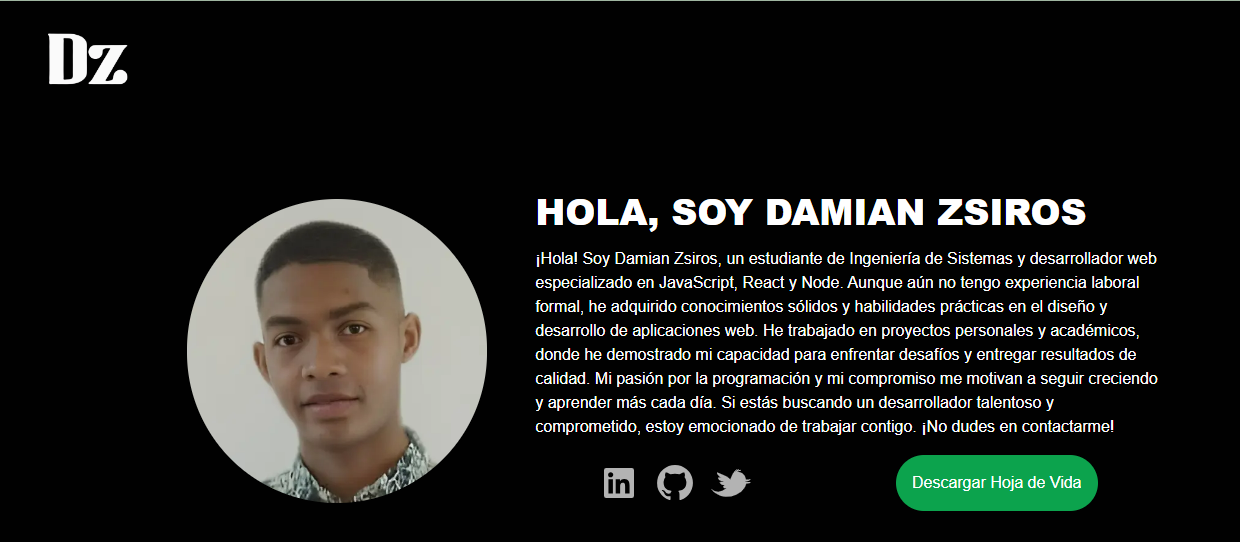 Dz
HOLA, SOY DAMIAN ZSIROS
¡Hola! Soy Damian Zsiros, un estudiante de Ingeniería de Sistemas y desarrollador web
especializado en JavaScript, React y Node. Aunque aún no tengo experiencia laboral
formal, he adquirido conocimientos sólidos y habilidades prácticas en el diseño y
desarrollo de aplicaciones web. He trabajado en proyectos personales y académicos,
donde he demostrado mi capacidad para enfrentar desafíos y entregar resultados de
calidad. Mi pasión por la programación y mi compromiso me motivan a seguir creciendo
y aprender más cada día. Si estás buscando un desarrollador talentoso y
comprometido, estoy emocionado de trabajar contigo. ¡No dudes en contactarme!
in
Descargar Hoja de Vida